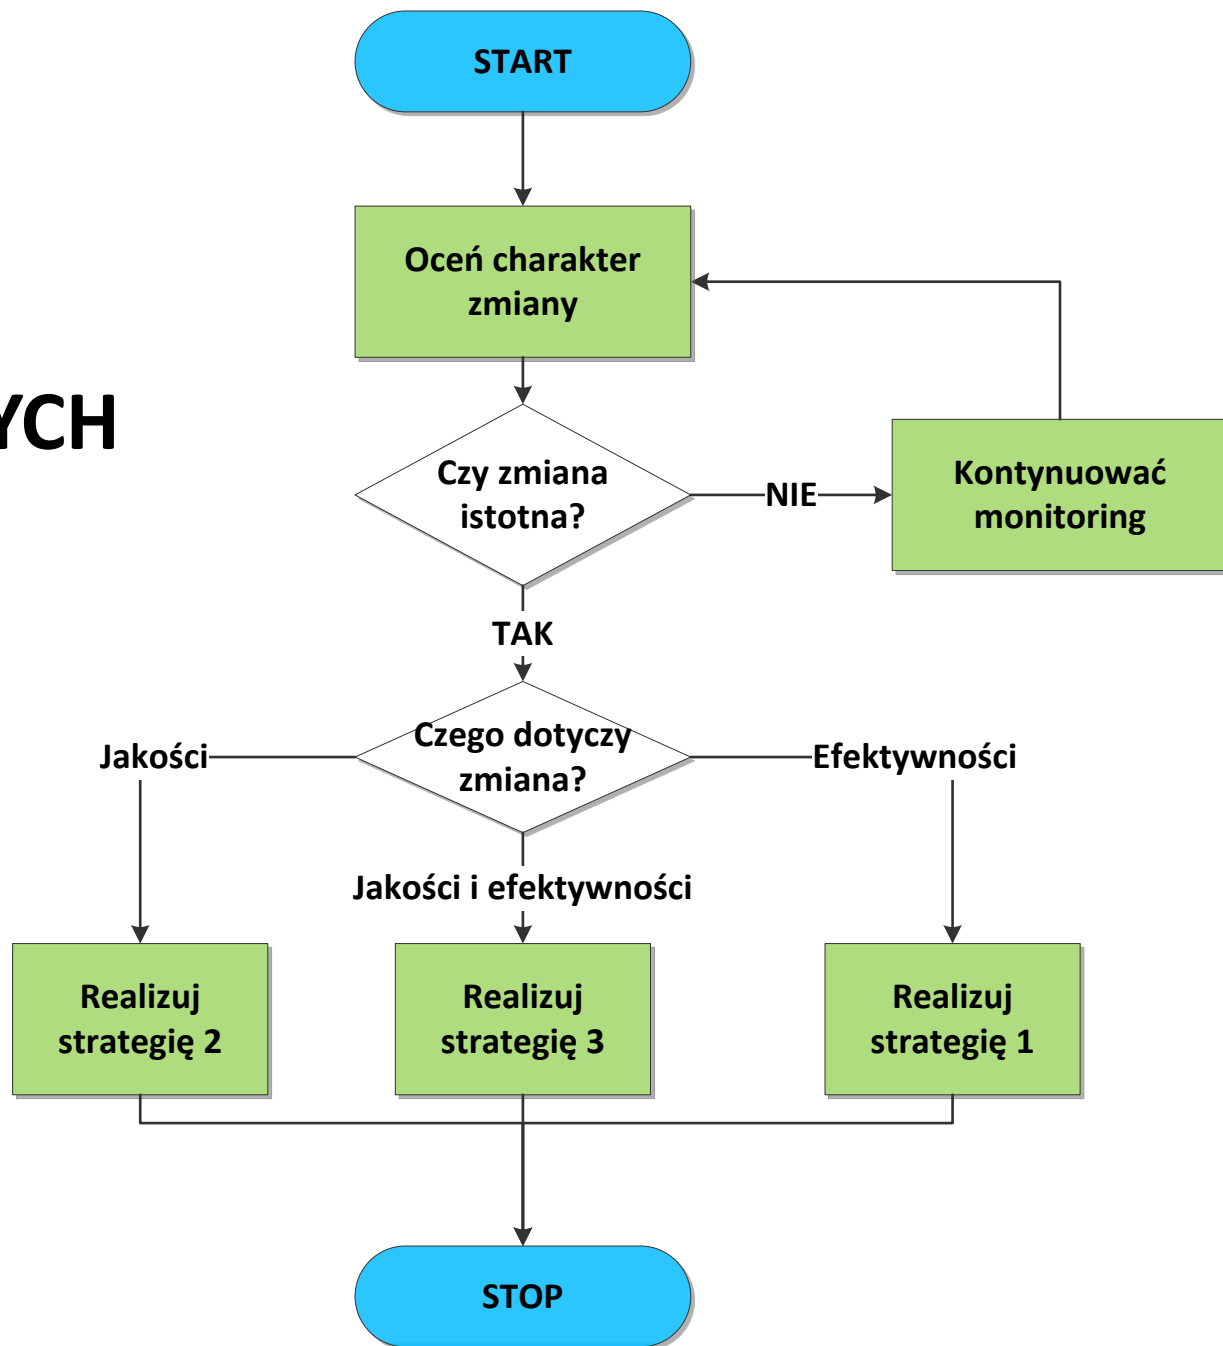 START
Oceń charakter
zmiany
YCH
Czy zmiana
istotna?
NIE
Kontynuować
monitoring
TAK
Czego dotyczy
zmiana?
Jakości
Efektywności
Jakości i efektywności
Realizuj
strategię 2
Realizuj
strategię 3
Realizuj
strategię 1
STOP